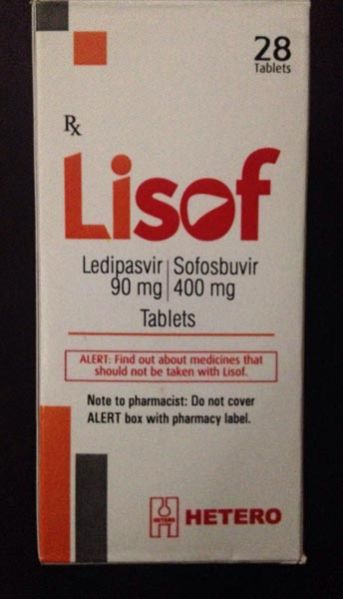 28
Tablets
Rx
Lisof
Ledipasvir | Sofosbuvir
90 mg | 400 mg
Tablets
ALERT: Find out about medicines that
should not be taken with Lisof.
Note to pharmacist: Do not cover
ALERT box with pharmacy label.
HETERO
HETERO